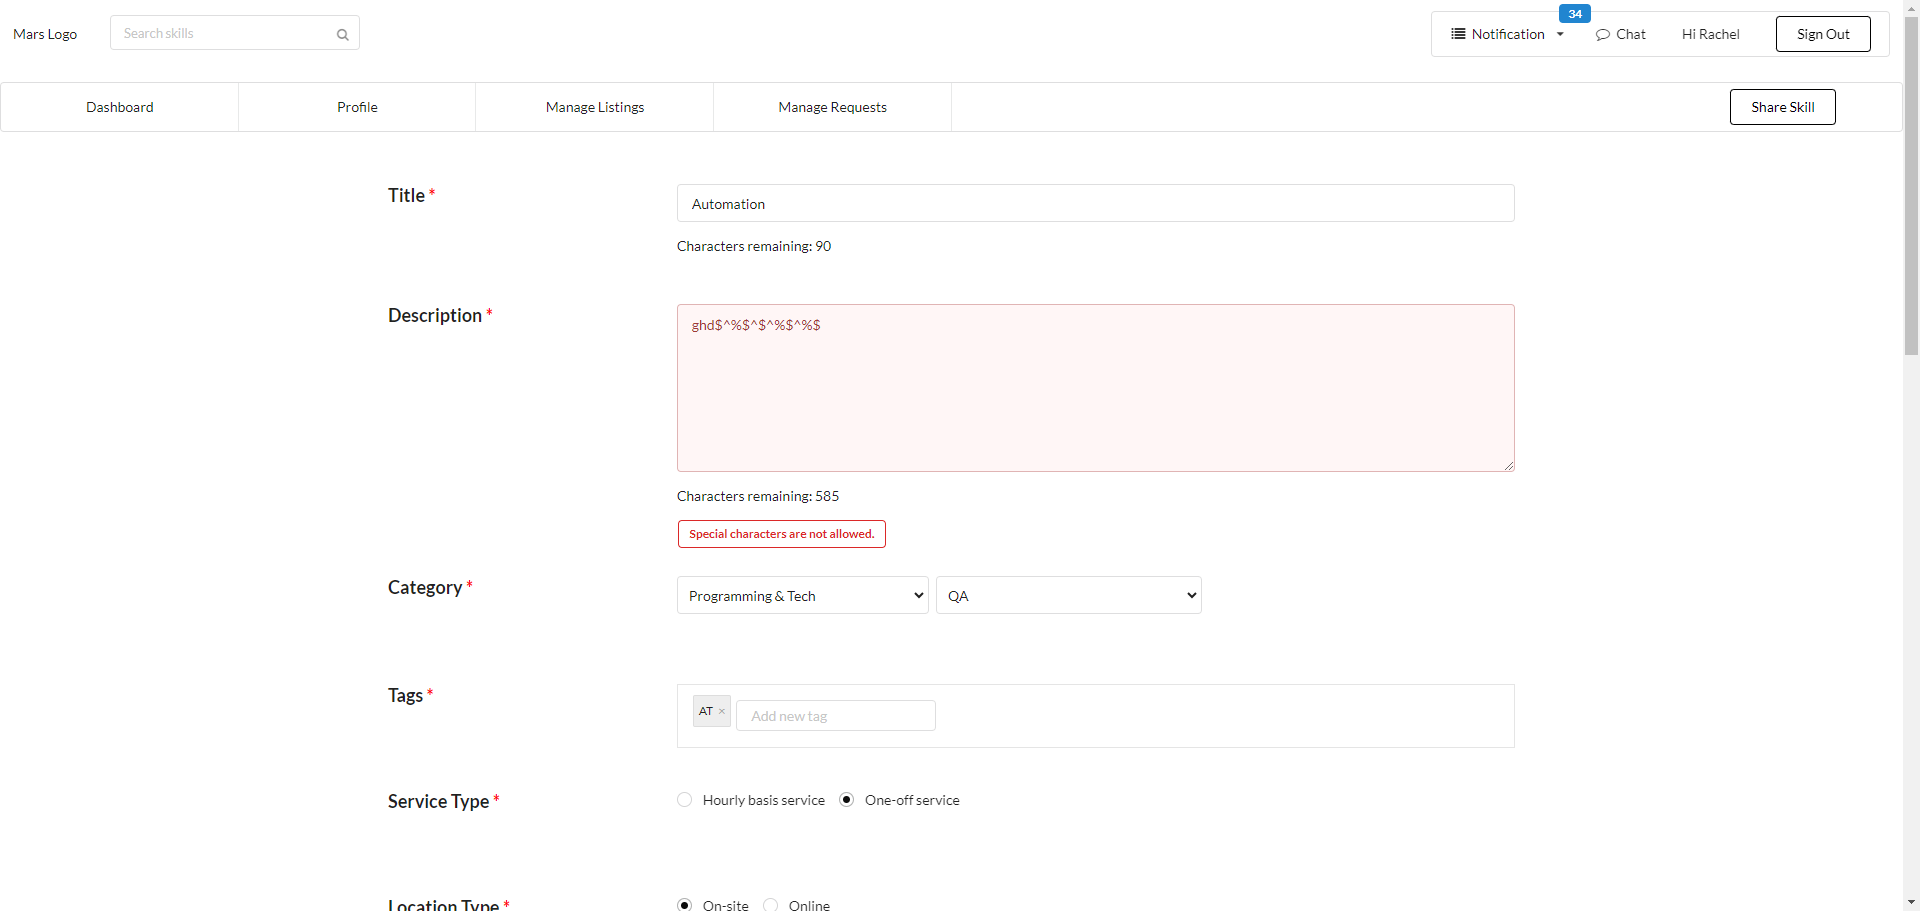 Mars Logo
Search skills
34
Notification
Chat
Hi Rachel
Sign Out
Dashboard
Profile
Manage Listings
Manage Requests
Share Skill
Title *
Automation
Characters remaining: 90
Description *
ghd$^%$^$^%$^%$
Characters remaining: 585
Special characters are not allowed.
Category *
Programming & Tech
QA
Tags *
AT ×
Add new tag
Service Type *
Hourly basis service
One-off service
Location Type *
On-site
Online